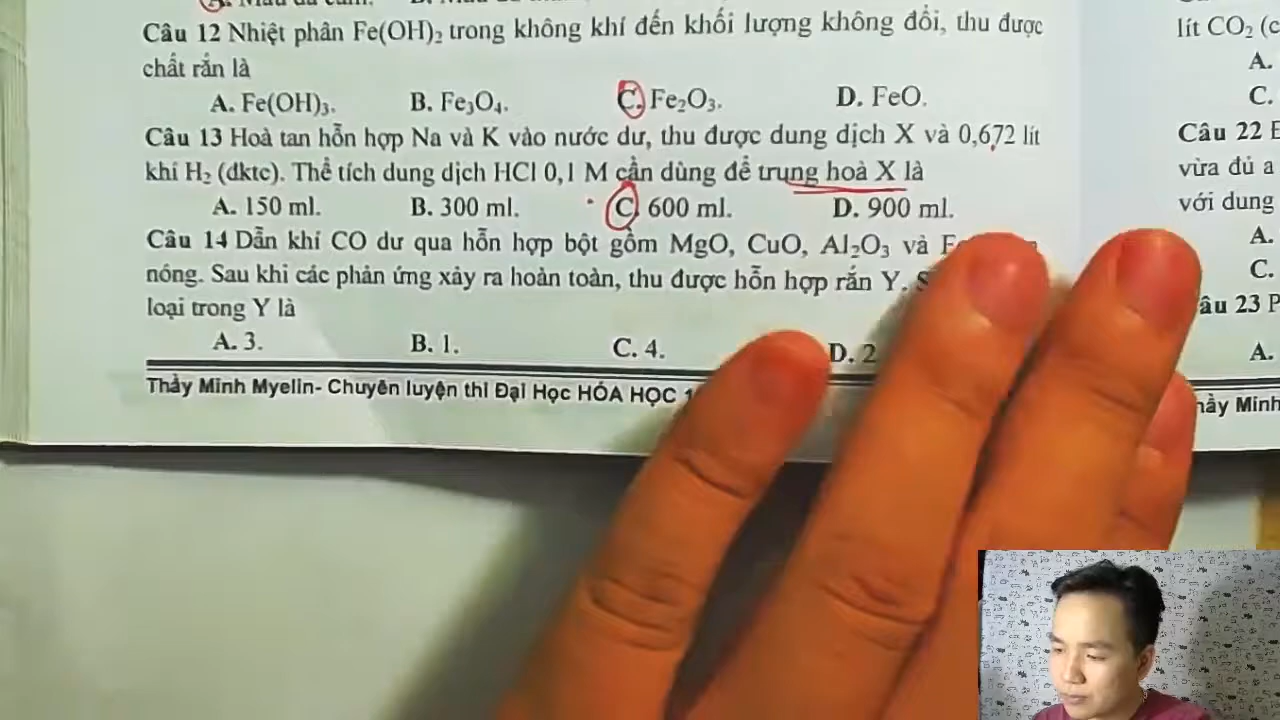 Câu 12 Nhiệt phân Fe(OH)₂ trong không khí đến khối lượng không đổi, thu được
chất rắn là
A. Fe(OH)₃. B. Fe₃O₄. C. Fe₂O₃. D. FeO.
Câu 13 Hoà tan hỗn hợp Na và K vào nước dư, thu được dung dịch X và 0,672 lít
khí H₂ (đktc). Thể tích dung dịch HCl 0,1 M cần dùng để trung hoà X là
A. 150 ml. B. 300 ml. C. 600 ml. D. 900 ml.
Câu 14 Dẫn khí CO dư qua hỗn hợp bột gồm MgO, CuO, Al₂O₃ và
nóng. Sau khi các phản ứng xảy ra hoàn toàn, thu được hỗn hợp rắn Y.
loại trong Y là
A. 3. B. 1. C. 4. D. 2
Thầy Minh Myelin- Chuyên luyện thi Đại Học HÓA HỌC
lít CO₂
A.
C.
Câu 22
vừa đủ a
với dung
A.
C.
23
A.
Minh